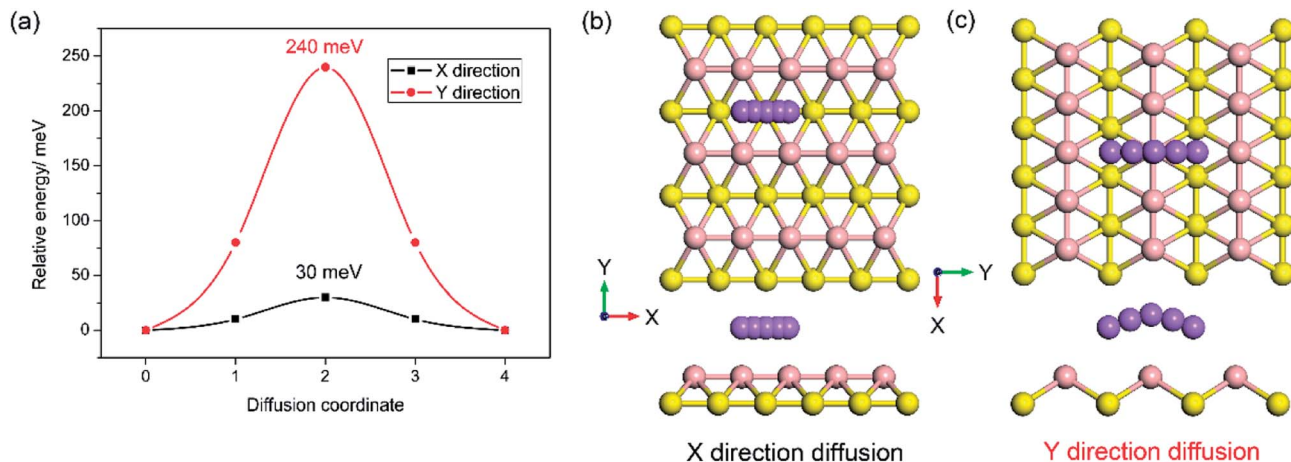 (a)
240 meV
30 meV
X direction
Y direction
Relative energy/ meV
250
200
150
100
50
0
0 1 2 3 4
Diffusion coordinate
(b)
Y
X
X direction diffusion
(c)
Y
X
Y direction diffusion